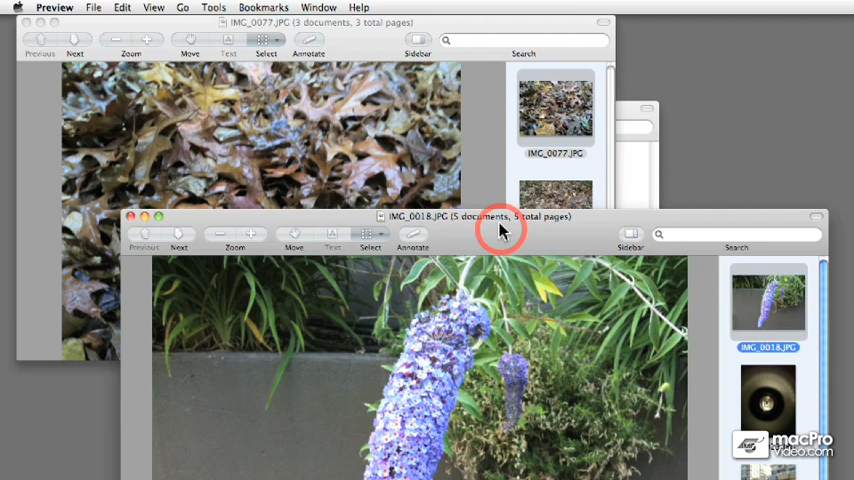 Preview File Edit View Go Tools Bookmarks Window Help
IMG_0077.JPG (3 documents, 3 total pages)
Previous Next Zoom Move Text Select Annotate Sidebar Search
IMG_0077.JPG
IMG_0018.JPG (5 documents, 5 total pages)
Previous Next Zoom Move Text Select Annotate Sidebar Search
IMG_0018.JPG
macPro
Video.com